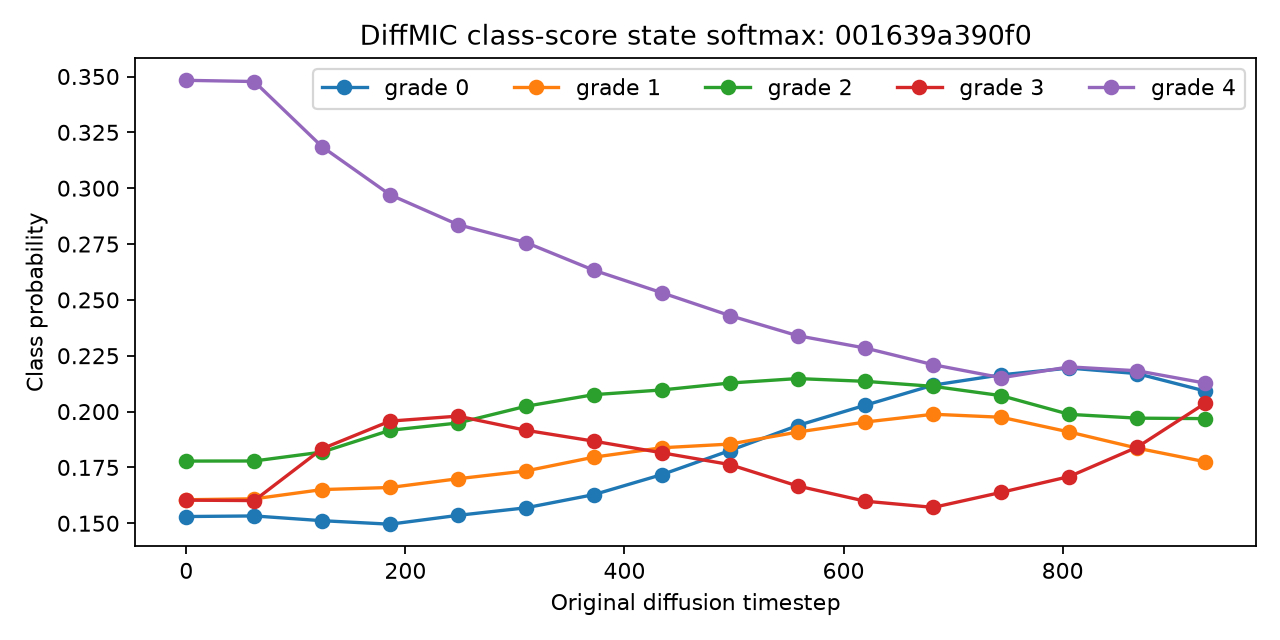 DiffMIC class-score state softmax: 001639a390f0
grade 0 grade 1 grade 2 grade 3 grade 4
0.350
0.325
0.300
0.275
0.250
0.225
0.200
0.175
0.150
Class probability
0 200 400 600 800
Original diffusion timestep